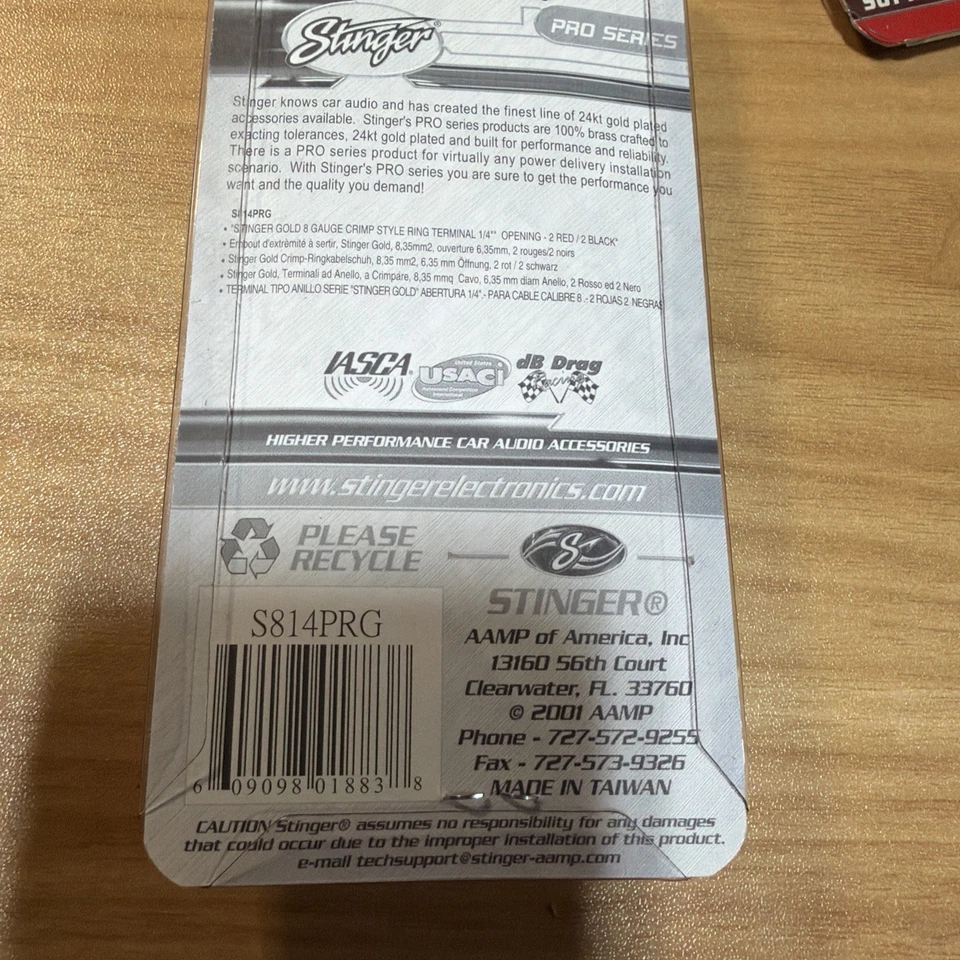 Stinger®
PRO SERIES
Stinger knows car audio and has created the finest line of 24kt gold plated
accessories available. Stinger's PRO series products are 100% brass crafted to
exacting tolerances, 24kt gold plated and built for performance and reliability.
There is a PRO series product for virtually any power delivery installation
scenario. With Stinger's PRO series you are sure to get the performance you
want and the quality you demand!
S814PRG
• "STINGER GOLD 8 GAUGE CRIMP STYLE RING TERMINAL 1/4"" OPENING - 2 RED / 2 BLACK"
• Embout d'extrèmité à sertir, Stinger Gold, 8,35mm2, ouverture 6,35mm, 2 rouges/2 noirs
• Stinger Gold Crimp-Ringkabelschuh, 8,35 mm2, 6,35 mm Öffnung, 2 rot / 2 schwarz
• Stinger Gold, Terminali ad Anello, a Crimpare, 8,35 mmq Cavo, 6,35 mm diam Anello, 2 Rosso ed 2 Nero
• TERMINAL TIPO ANILLO SERIE "STINGER GOLD" ABERTURA 1/4".- PARA CABLE CALIBRE 8 .- 2 ROJAS 2 NEGRAS
IASCA®
United States
USACi
dB Drag
Racing
HIGHER PERFORMANCE CAR AUDIO ACCESSORIES
www.stingerelectronics.com
PLEASE
RECYCLE
S
STINGER®
AAMP of America, Inc
13160 56th Court
Clearwater, FL. 33760
© 2001 AAMP
Phone - 727-572-9255
Fax - 727-573-9326
MADE IN TAIWAN
S814PRG
6 09098 01883 8
CAUTION Stinger® assumes no responsibility for any damages
that could occur due to the improper installation of this product.
e-mail techsupport@stinger-aamp.com